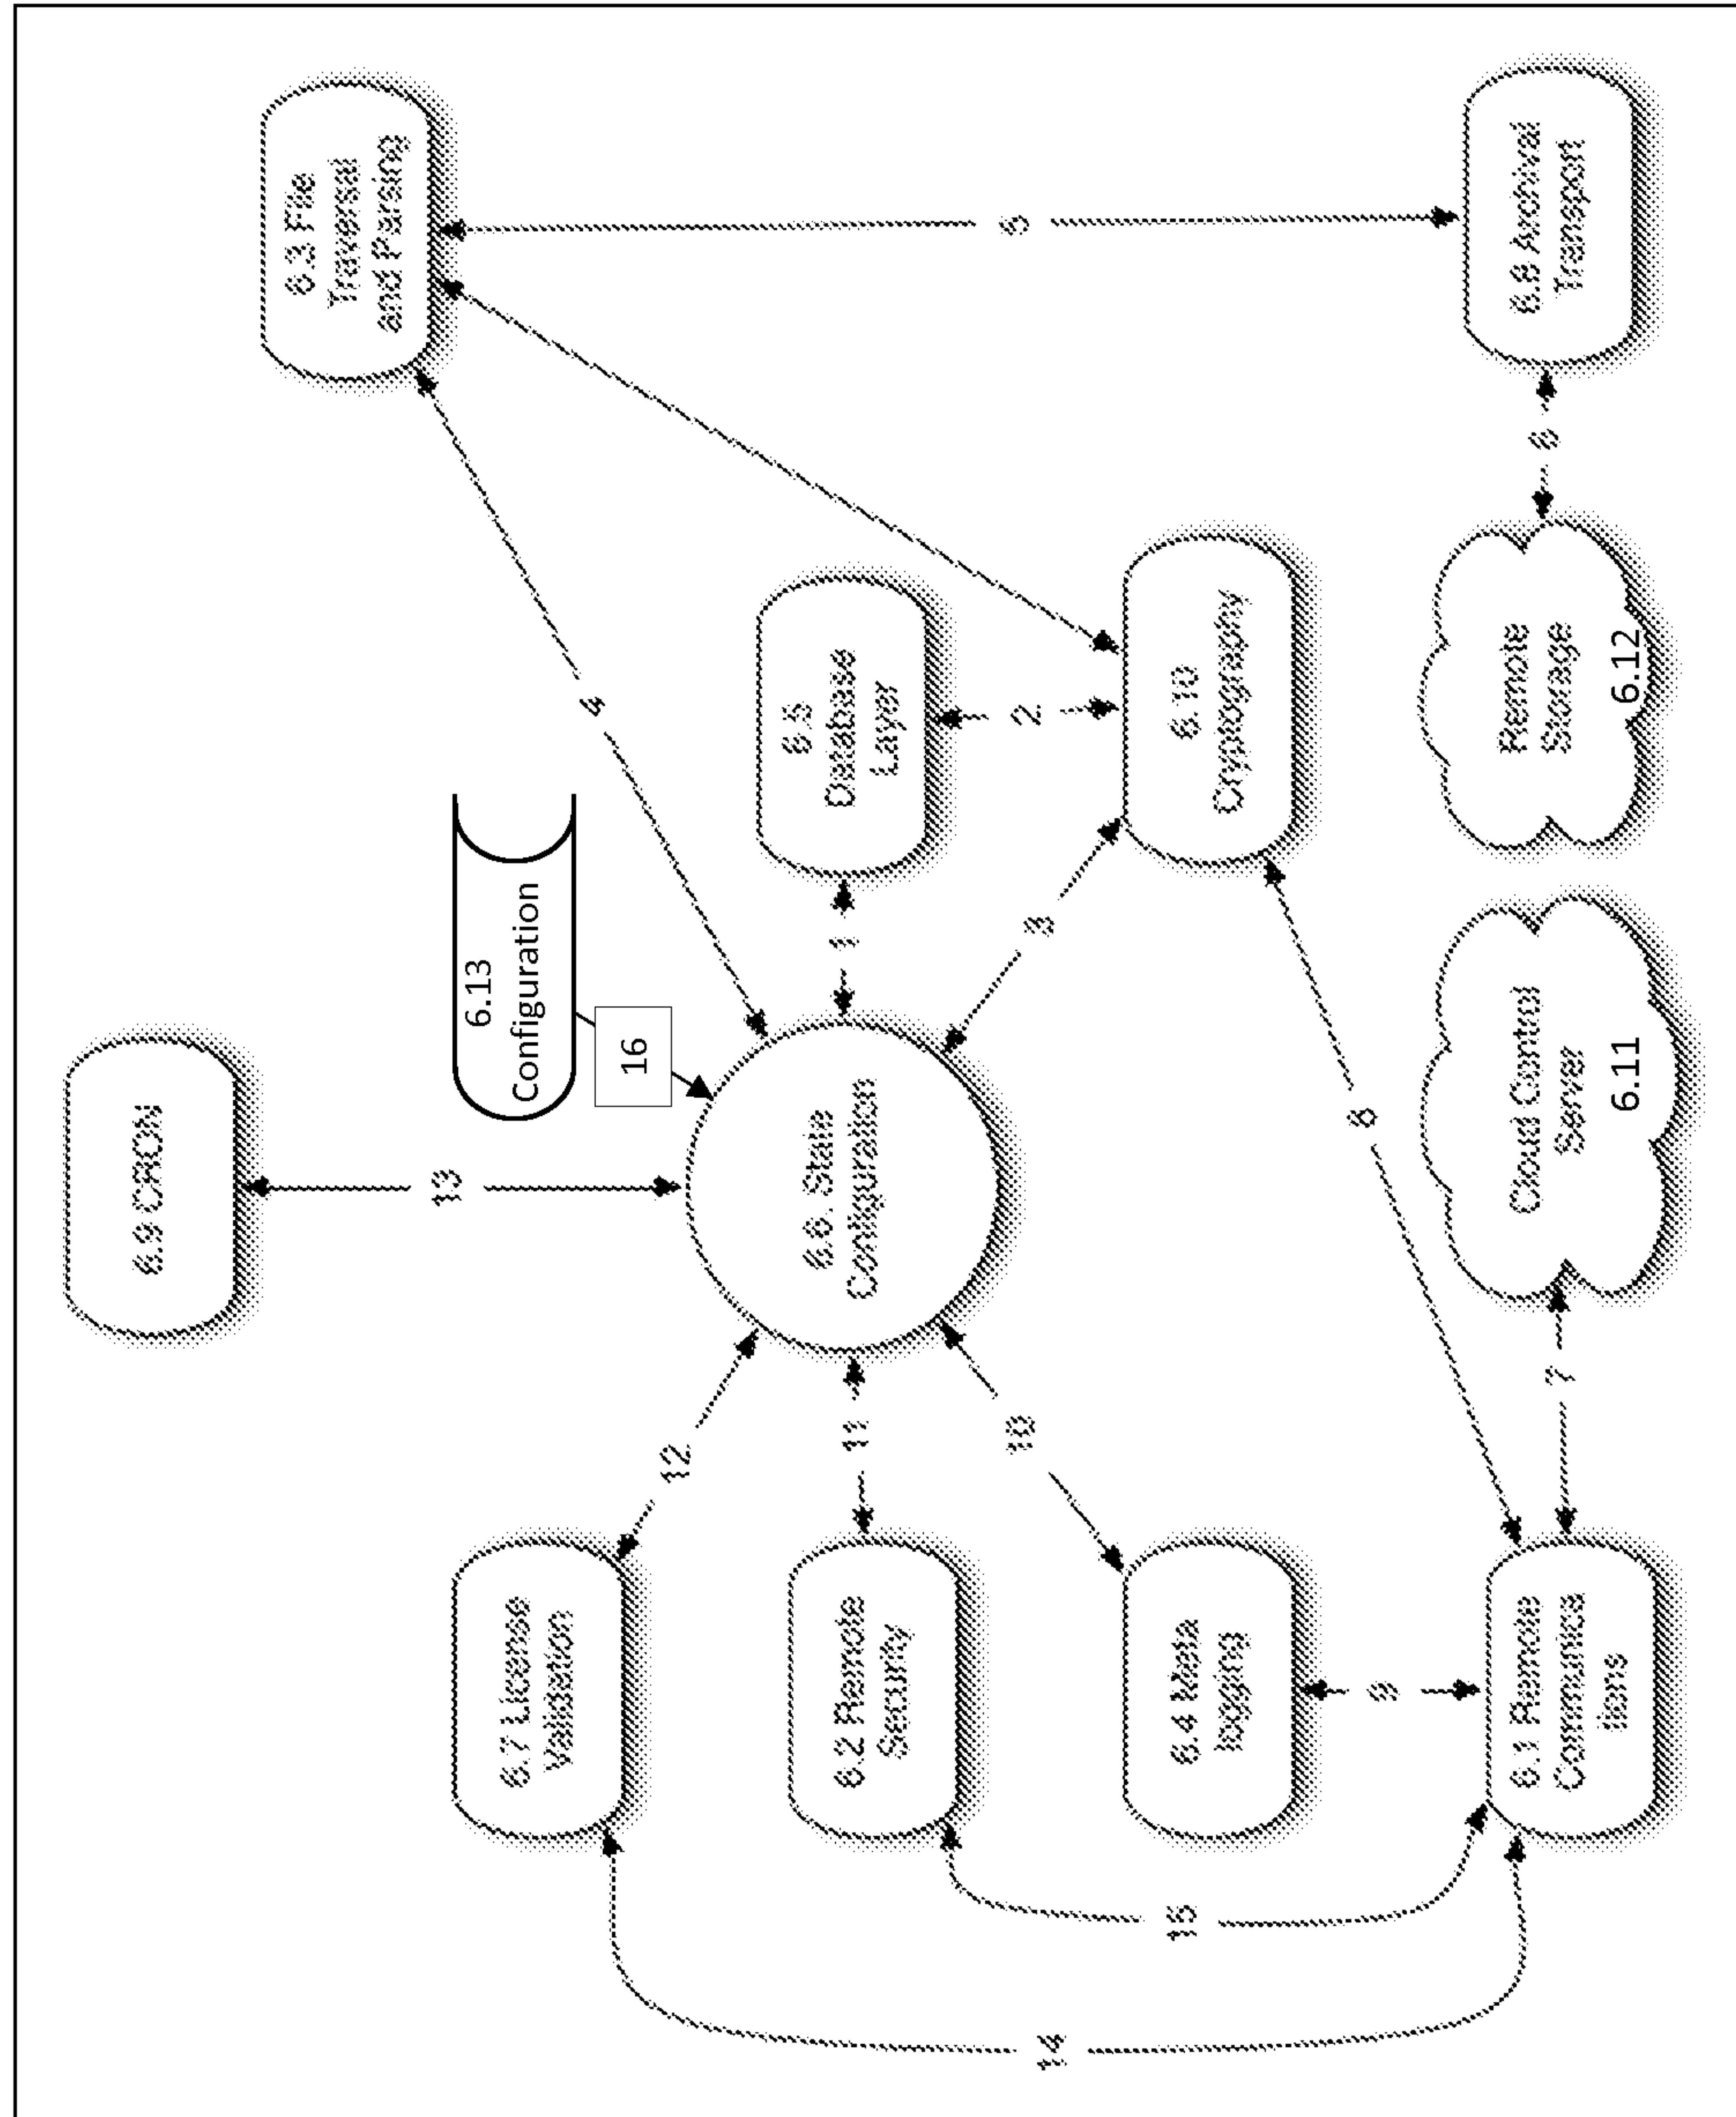 6.9 CRON
13
6.13
Configuration
16
6.3 File
Traversal
and Parsing
4
5
6.7 License
Validation
12
6.2 Remote
Security
11
6.6. State
Configuration
1
6.5
Database
Layer
2
3
6.10
Cryptography
10
6.4 Meta
logging
9
15
14
6.1 Remote
Communica
tions
7
Cloud Control
Server
6.11
Remote
Storage
6.12
6.8 Archival
Transport